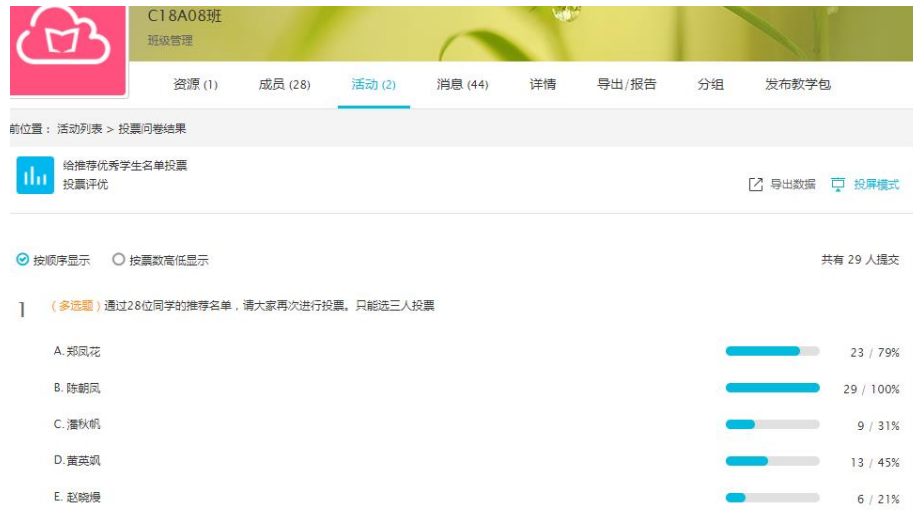 C18A08班
班级管理
资源 (1) 成员 (28) 活动 (2) 消息 (44) 详情 导出/报告 分组 发布教学包
前位置： 活动列表 > 投票问卷结果
给推荐优秀学生名单投票
投票评优
导出数据 投屏模式
按顺序显示 按票数高低显示 共有 29 人提交
1 （多选题）通过28位同学的推荐名单，请大家再次进行投票。只能选三人投票
A. 郑凤花 23 / 79%
B. 陈朝凤 29 / 100%
C. 潘秋帆 9 / 31%
D. 黄英飒 13 / 45%
E. 赵晓熳 6 / 21%